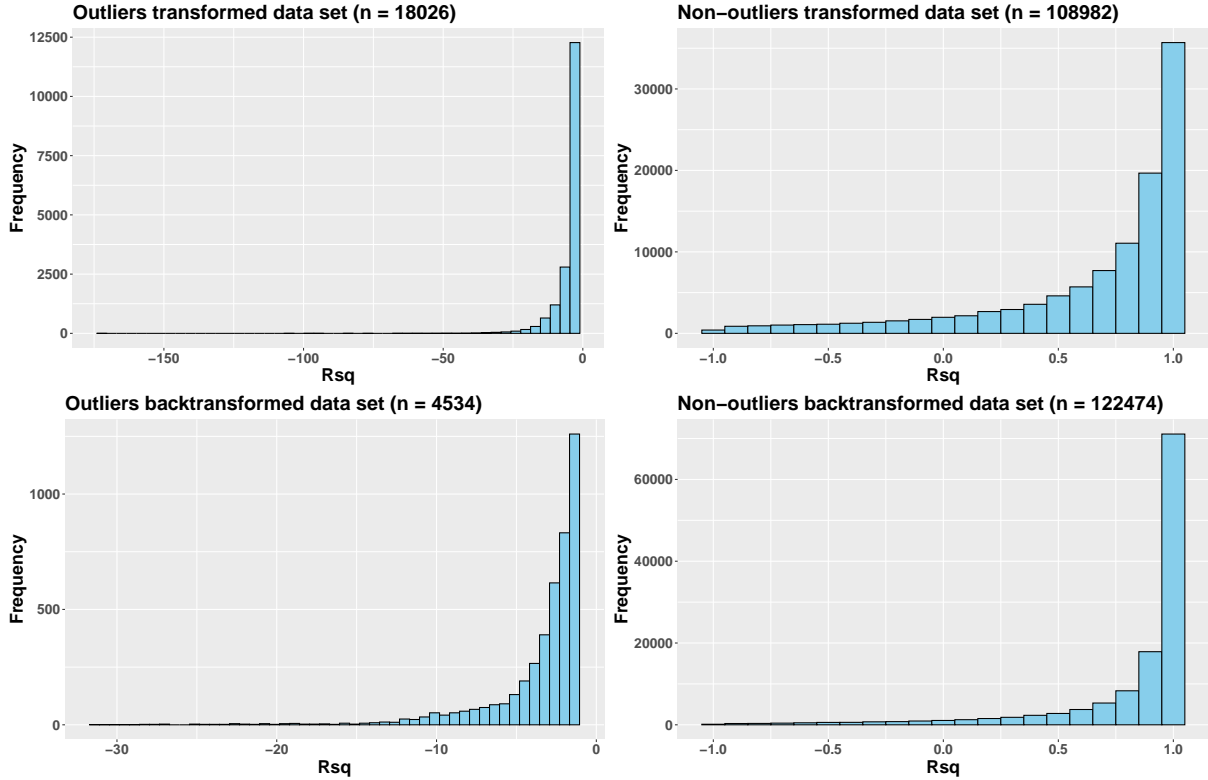 Outliers transformed data set (n = 18026)
Frequency
12500
10000
7500
5000
2500
0
−150
−100
−50
0
Rsq
Non−outliers transformed data set (n = 108982)
Frequency
30000
20000
10000
0
−1.0
−0.5
0.0
0.5
1.0
Rsq
Outliers backtransformed data set (n = 4534)
Frequency
1000
500
0
−30
−20
−10
0
Rsq
Non−outliers backtransformed data set (n = 122474)
Frequency
60000
40000
20000
0
−1.0
−0.5
0.0
0.5
1.0
Rsq